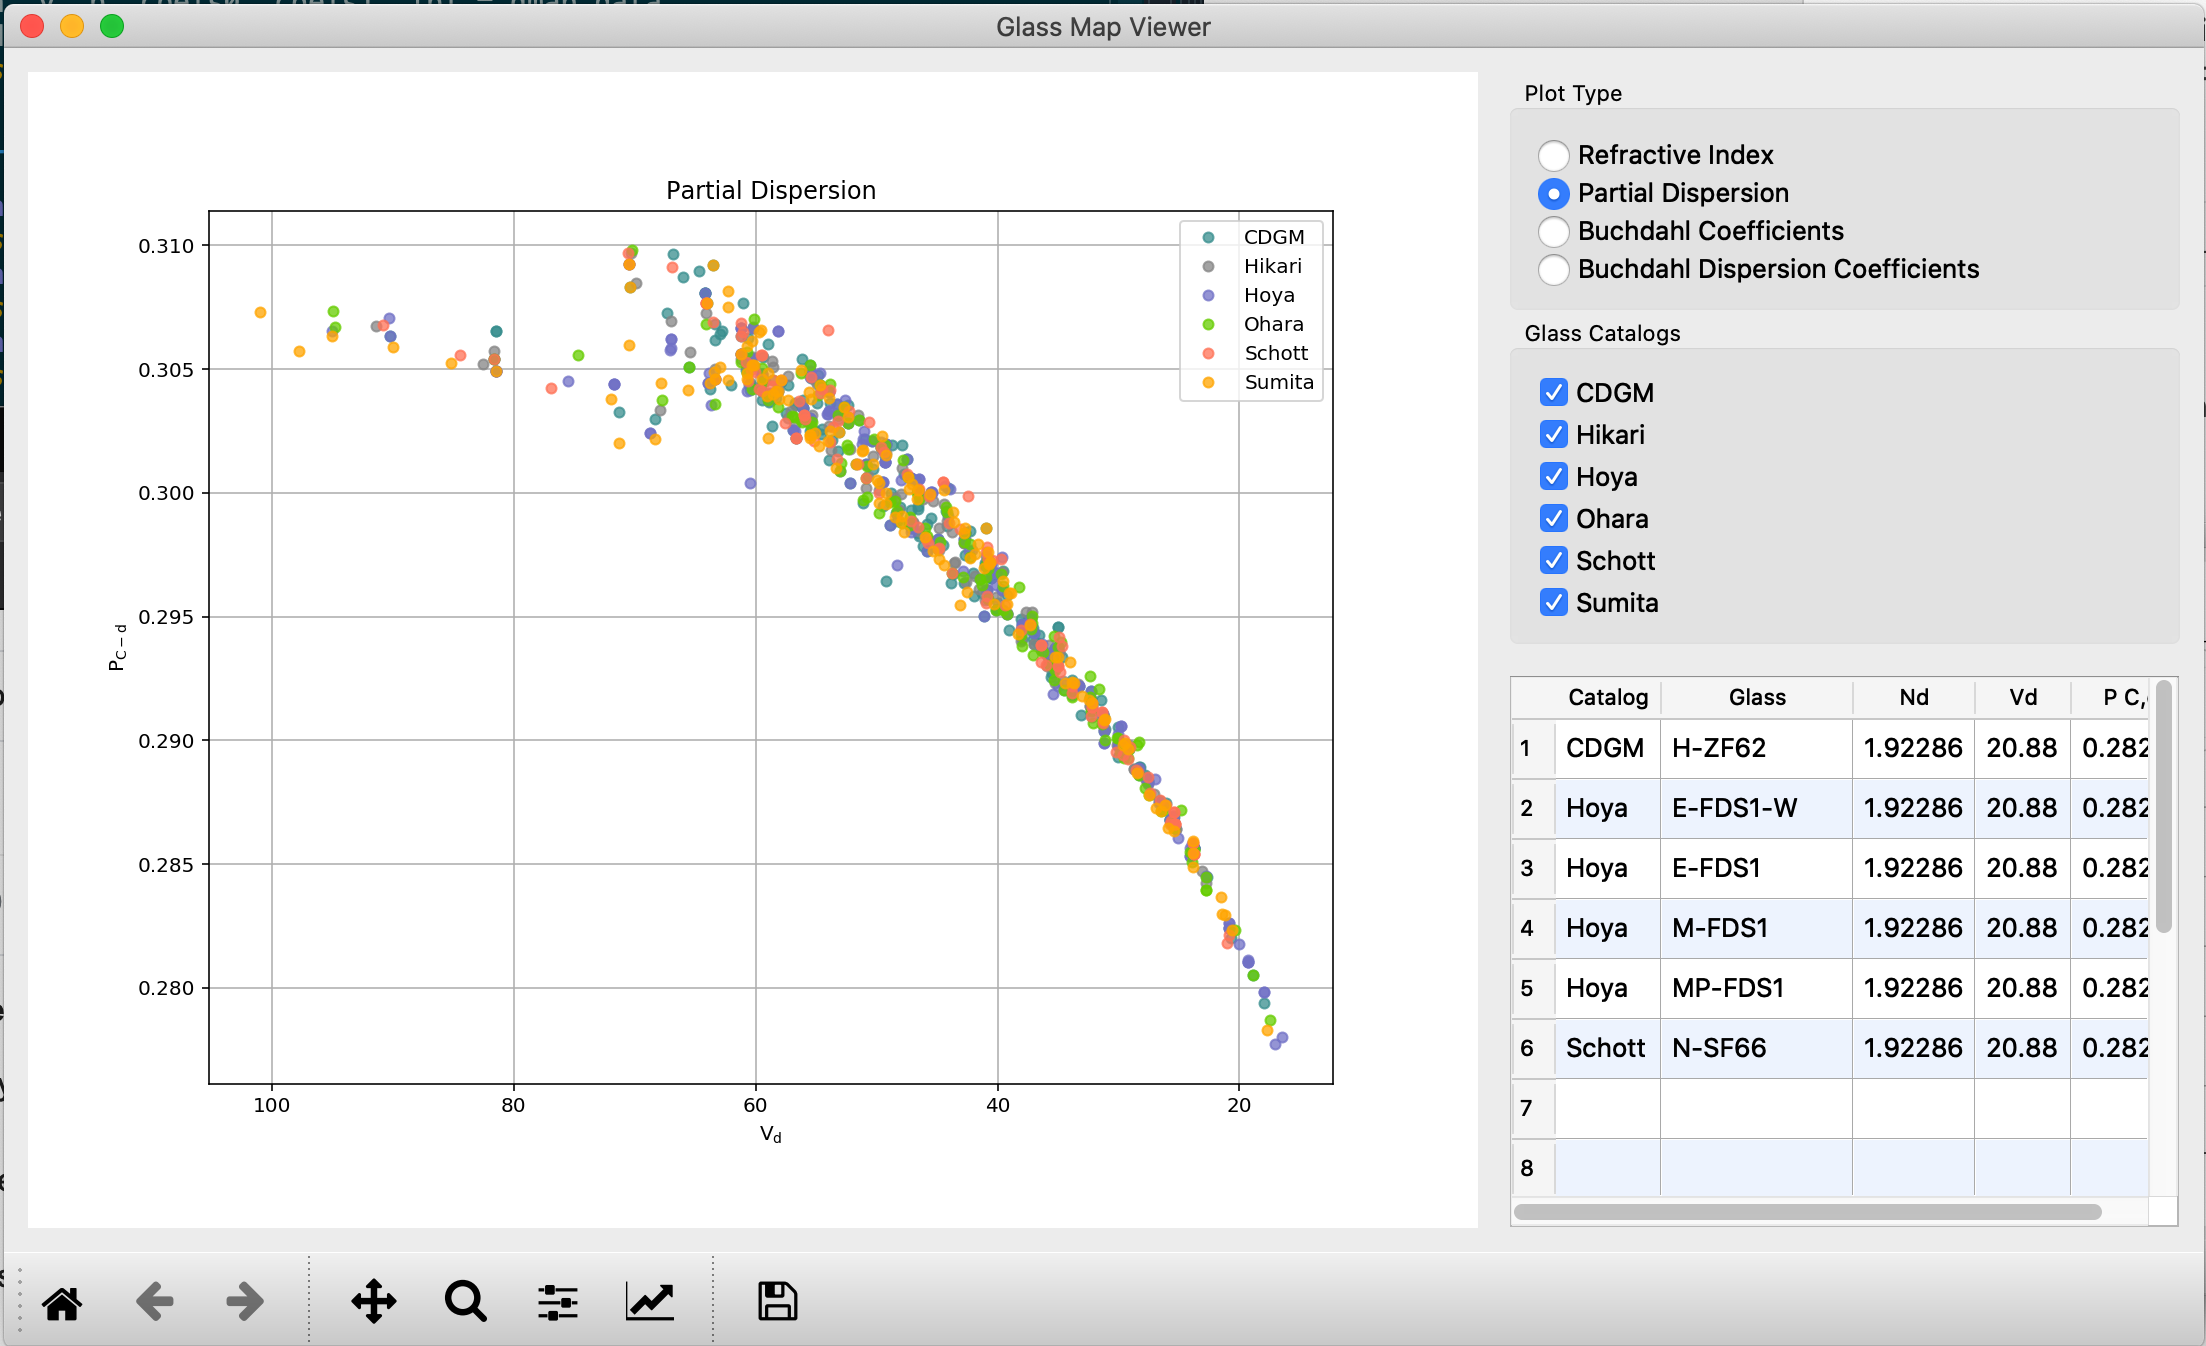 Glass Map Viewer
Partial Dispersion
0.310
0.305
0.300
0.295
0.290
0.285
0.280
P C − d
100 80 60 40 20
V d
CDGM
Hikari
Hoya
Ohara
Schott
Sumita
Plot Type
Refractive Index
Partial Dispersion
Buchdahl Coefficients
Buchdahl Dispersion Coefficients
Glass Catalogs
CDGM
Hikari
Hoya
Ohara
Schott
Sumita
Catalog Glass Nd Vd P C,
1 CDGM H-ZF62 1.92286 20.88 0.282
2 Hoya E-FDS1-W 1.92286 20.88 0.282
3 Hoya E-FDS1 1.92286 20.88 0.282
4 Hoya M-FDS1 1.92286 20.88 0.282
5 Hoya MP-FDS1 1.92286 20.88 0.282
6 Schott N-SF66 1.92286 20.88 0.282
7
8